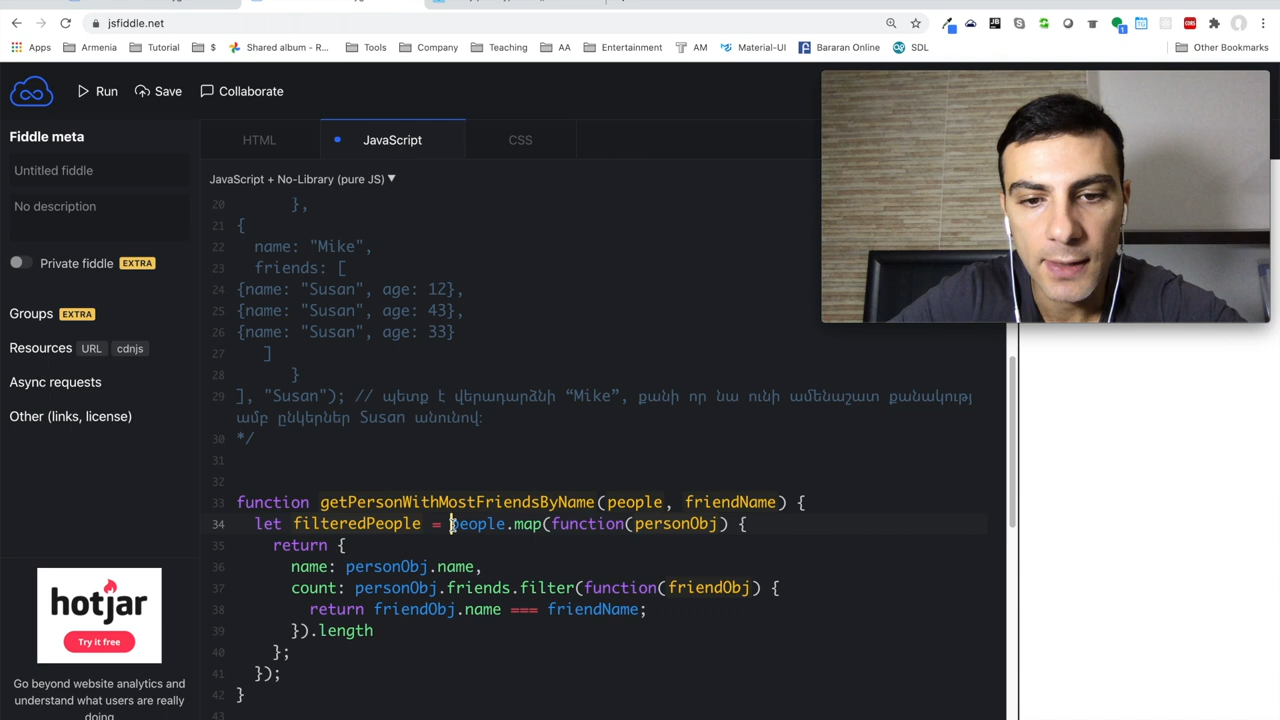 jsfiddle.net
Apps Armenia Tutorial $ Shared album - R... Tools Company Teaching AA Entertainment AM Material-UI Bararan Online SDL Other Bookmarks
Run Save Collaborate
Fiddle meta
Untitled fiddle
No description
Private fiddle EXTRA
Groups EXTRA
Resources URL cdnjs
Async requests
Other (links, license)
hotjar
Try it free
Go beyond website analytics and
understand what users are really
doing
HTML JavaScript CSS
JavaScript + No-Library (pure JS)
20 },
21 {
22 name: "Mike",
23 friends: [
24 {name: "Susan", age: 12},
25 {name: "Susan", age: 43},
26 {name: "Susan", age: 33}
27 ]
28 }
29 ], "Susan"); // պետք է վերադարձնի “Mike”, քանի որ նա ունի ամենաշատ քանակությ
ամբ ընկերներ Susan անունով։
30 */
31
32
33 function getPersonWithMostFriendsByName(people, friendName) {
34 let filteredPeople = people.map(function(personObj) {
35 return {
36 name: personObj.name,
37 count: personObj.friends.filter(function(friendObj) {
38 return friendObj.name === friendName;
39 }).length
40 };
41 });
42 }
43